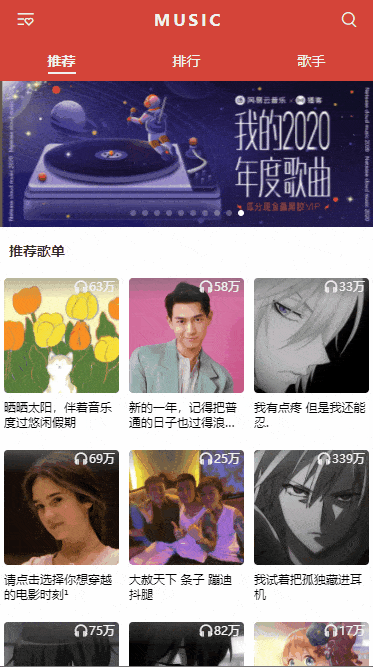 MUSIC
推荐 排行 歌手
网易云音乐 × 播客
我的2020
年度歌曲
推荐歌单
63万 58万 33万
晒晒太阳，伴着音乐
度过悠闲假期
新的一年，记得把普
通的日子也过得浪...
我有点疼 但是我还能
忍.
69万 25万 339万
请点击选择你想穿越
的电影时刻¹
大赦天下 条子 蹦迪
抖腿
我试着把孤独藏进耳
机
75万 82万 17万